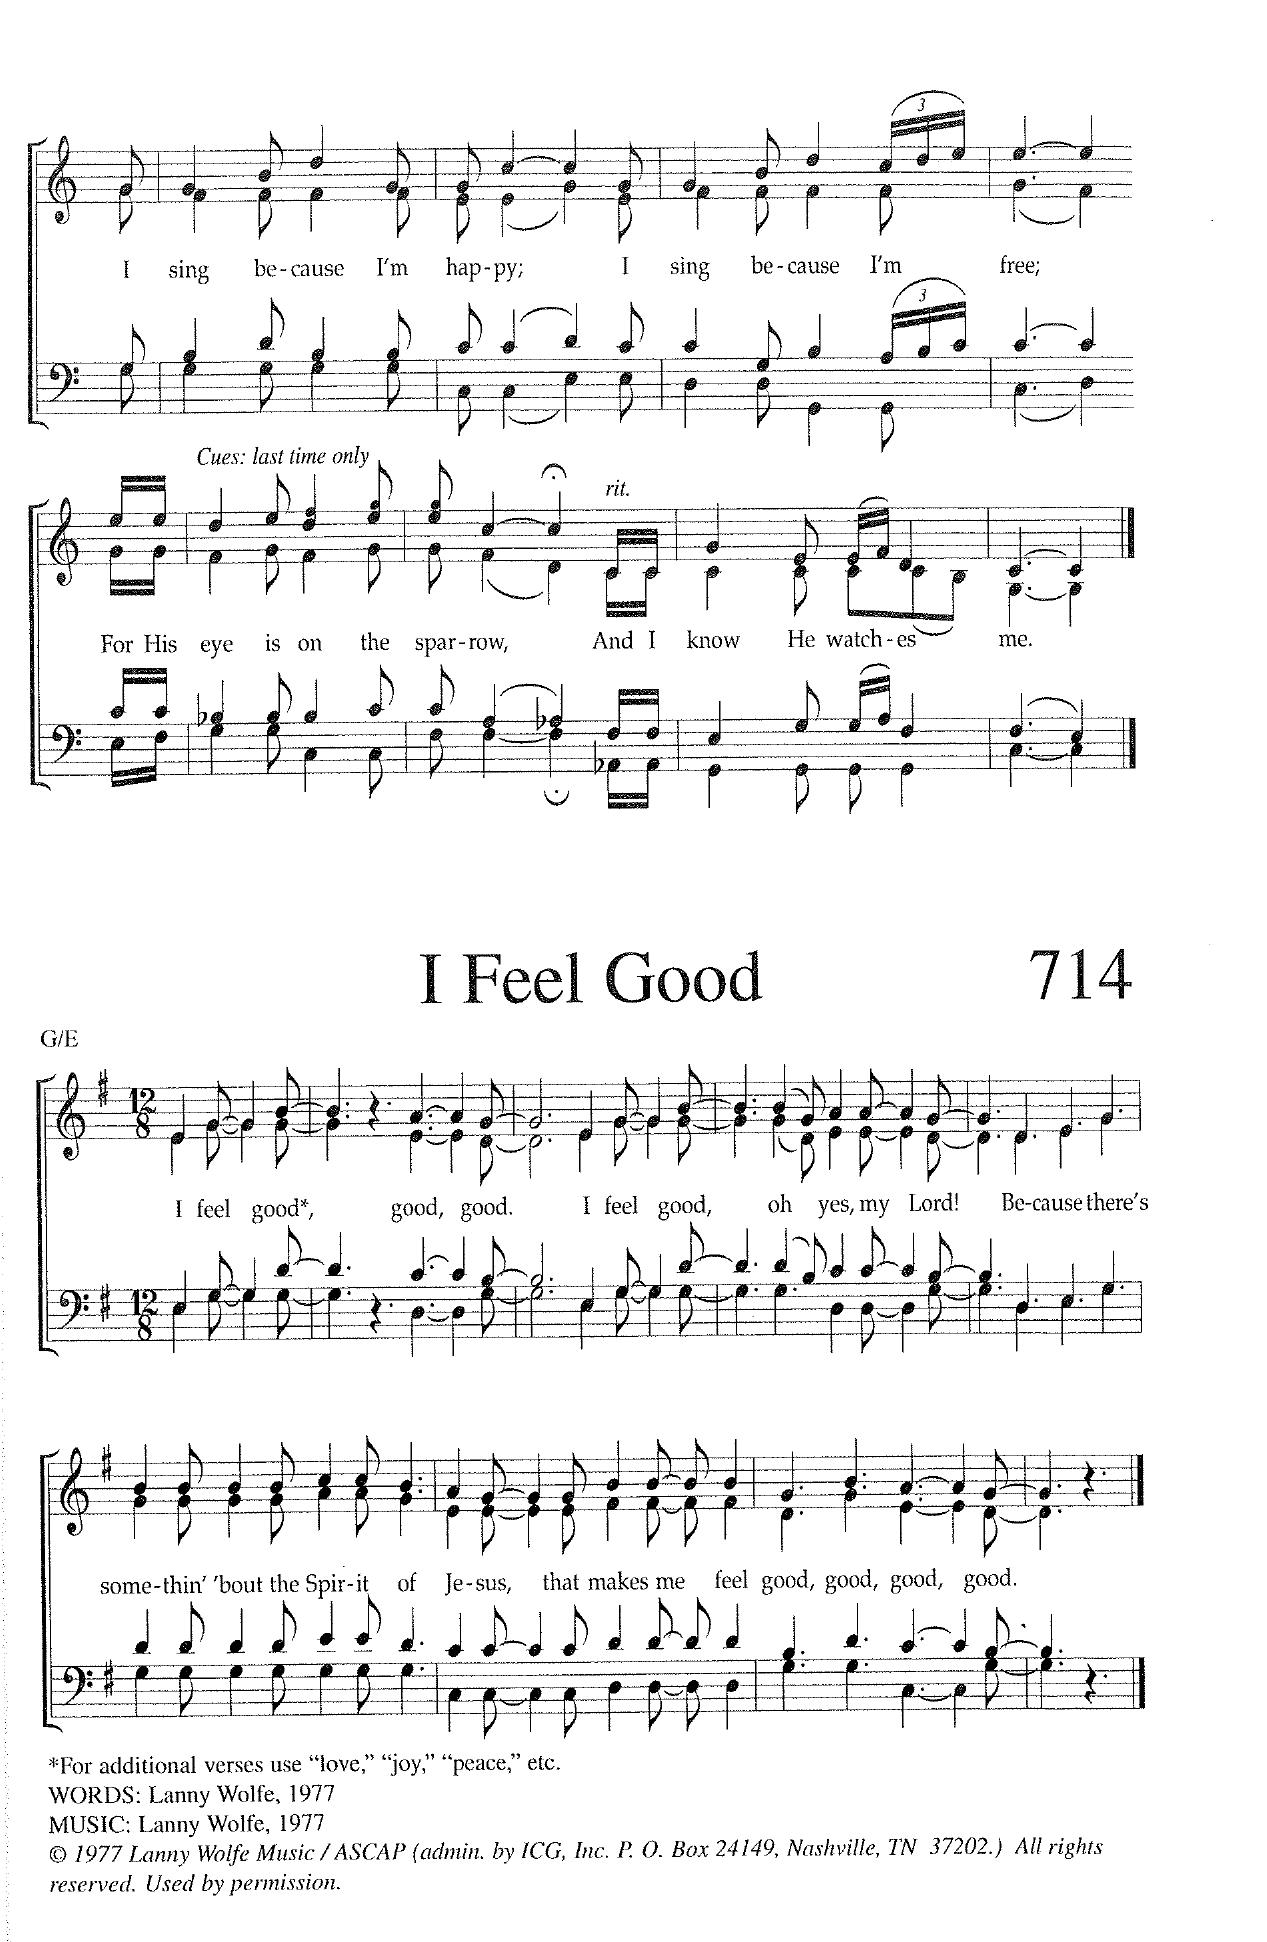 3
I sing be-cause I'm hap-py; I sing be-cause I'm free;
3
Cues: last time only
rit.
For His eye is on the spar-row, And I know He watch-es me.
I Feel Good 714
G/E
12
8
I feel good*, good, good. I feel good, oh yes, my Lord! Be-cause there's
12
8
some-thin' 'bout the Spir-it of Je-sus, that makes me feel good, good, good, good.
*For additional verses use “love,” “joy,” “peace,” etc.
WORDS: Lanny Wolfe, 1977
MUSIC: Lanny Wolfe, 1977
© 1977 Lanny Wolfe Music / ASCAP (admin. by ICG, Inc. P. O. Box 24149, Nashville, TN 37202.) All rights
reserved. Used by permission.